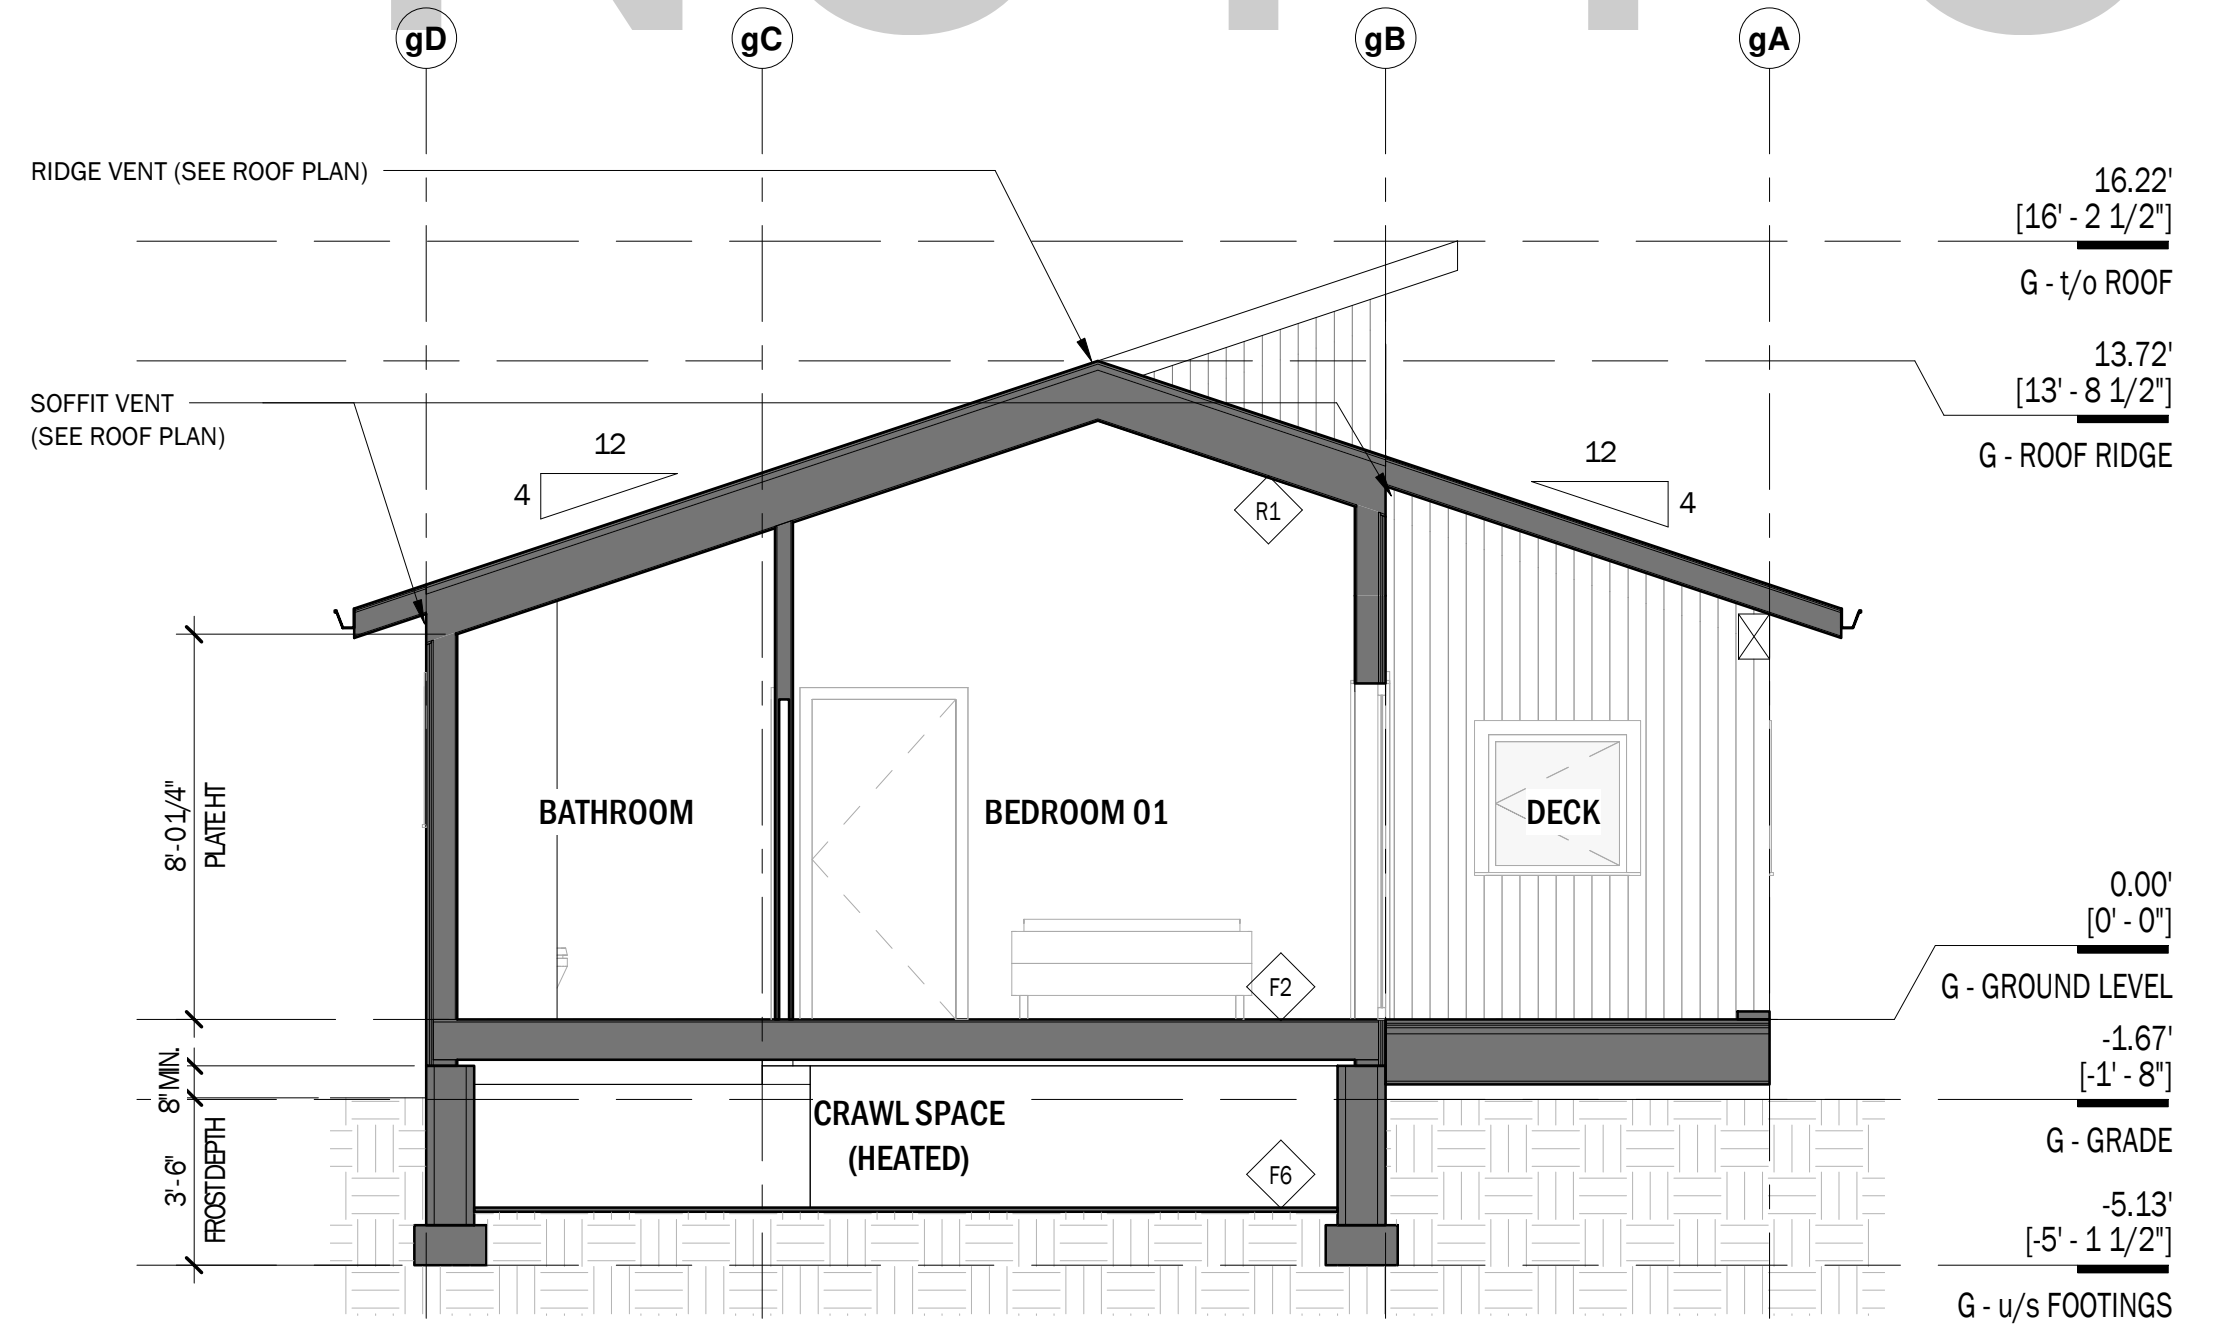 gD
gC
gB
gA
RIDGE VENT (SEE ROOF PLAN)
16.22'
[16' - 2 1/2"]
G - t/o ROOF
13.72'
[13' - 8 1/2"]
G - ROOF RIDGE
SOFFIT VENT
(SEE ROOF PLAN)
12
4
12
4
R1
8'-0 1/4"
PLATE HT
BATHROOM
BEDROOM 01
DECK
0.00'
[0' - 0"]
G - GROUND LEVEL
F2
-1.67'
[-1' - 8"]
G - GRADE
8" MIN.
CRAWL SPACE
(HEATED)
F6
3'-6"
FROST DEPTH
-5.13'
[-5' - 1 1/2"]
G - u/s FOOTINGS